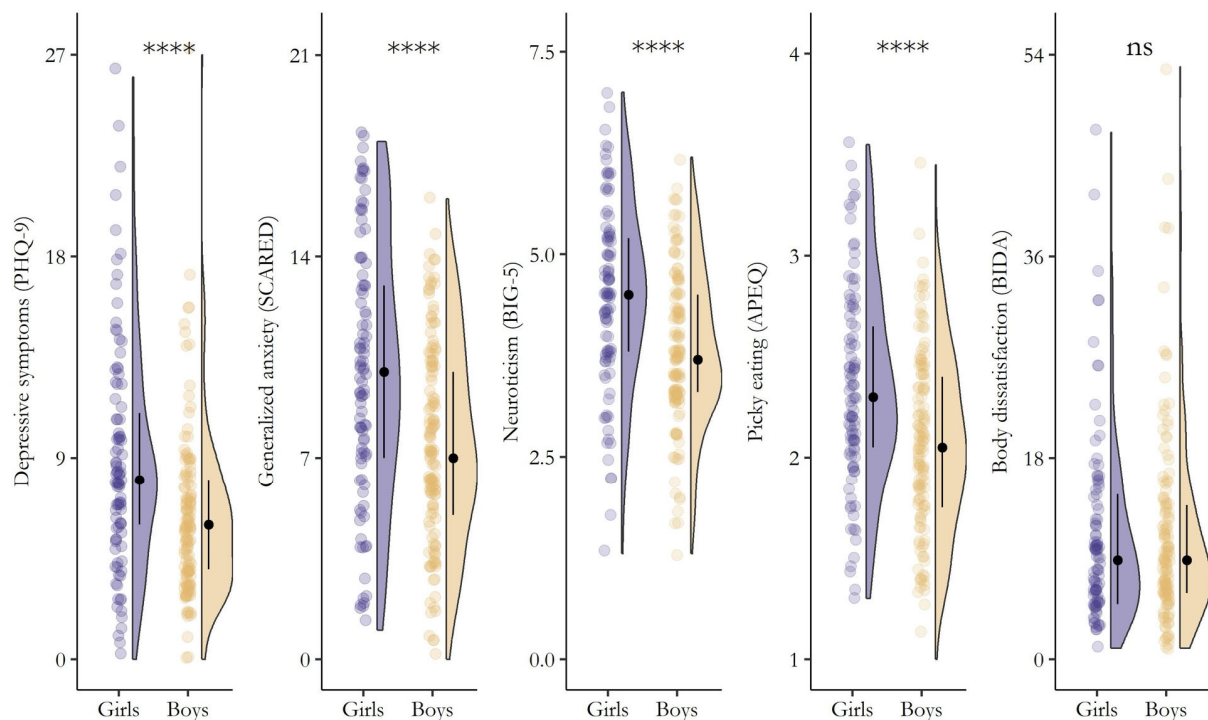 Depressive symptoms (PHQ-9)
27
18
9
0
****
Girls Boys
Generalized anxiety (SCARED)
21
14
7
0
****
Girls Boys
Neuroticism (BIG-5)
7.5
5.0
2.5
0.0
****
Girls Boys
Picky eating (APEQ)
4
3
2
1
****
Girls Boys
Body dissatisfaction (BIDA)
54
36
18
0
ns
Girls Boys